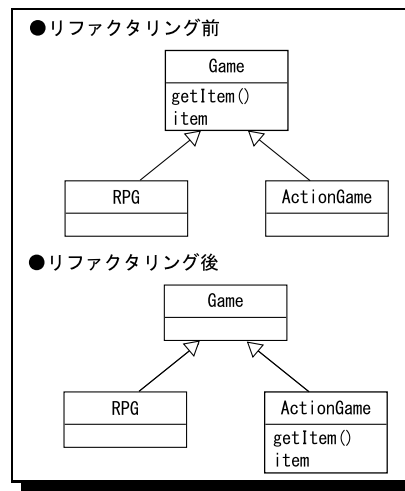 ●リファクタリング前
Game
getItem()
item
RPG
ActionGame
●リファクタリング後
Game
RPG
ActionGame
getItem()
item